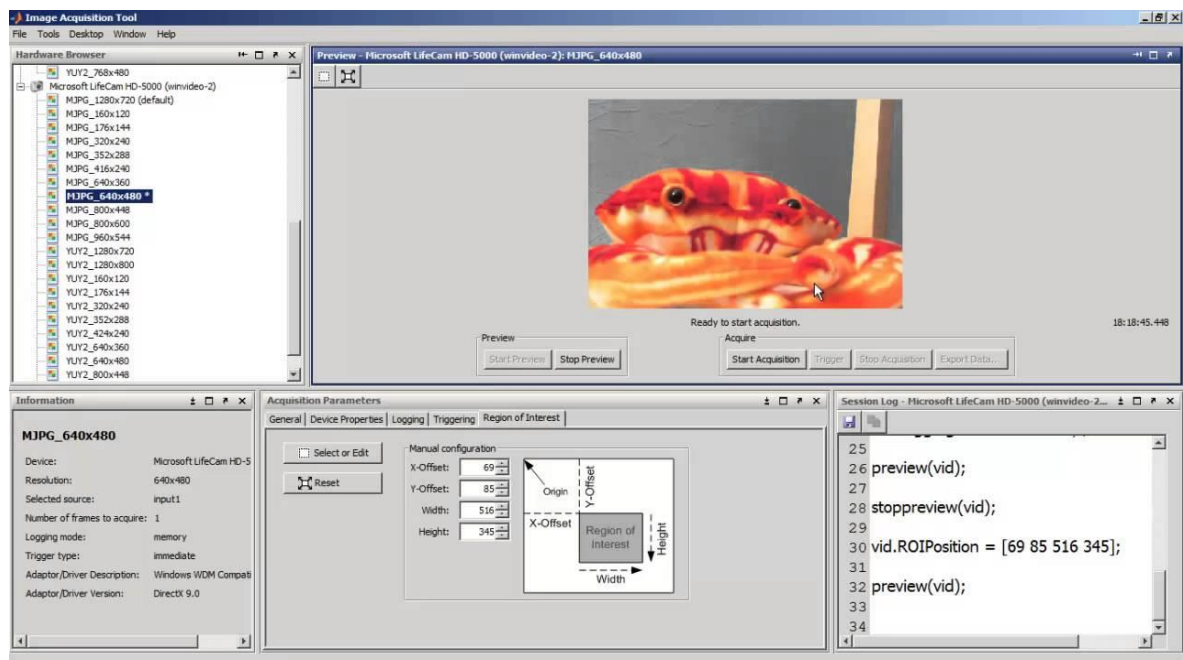 Image Acquisition Tool
File Tools Desktop Window Help
Hardware Browser
YUY2_768x480
Microsoft LifeCam HD-5000 (winvideo-2)
MJPG_1280x720 (default)
MJPG_160x120
MJPG_176x144
MJPG_320x240
MJPG_352x288
MJPG_416x240
MJPG_640x360
MJPG_640x480 *
MJPG_800x448
MJPG_800x600
MJPG_960x544
YUY2_1280x720
YUY2_1280x800
YUY2_160x120
YUY2_176x144
YUY2_320x240
YUY2_352x288
YUY2_424x240
YUY2_640x360
YUY2_640x480
YUY2_800x448
Preview - Microsoft LifeCam HD-5000 (winvideo-2): MJPG_640x480
Ready to start acquisition.
18:18:45.448
Preview
Start Preview Stop Preview
Acquire
Start Acquisition Trigger Stop Acquisition Export Data...
Information
MJPG_640x480
Device: Microsoft LifeCam HD-5
Resolution: 640x480
Selected source: input1
Number of frames to acquire: 1
Logging mode: memory
Trigger type: immediate
Adaptor/Driver Description: Windows WDM Compati
Adaptor/Driver Version: DirectX 9.0
Acquisition Parameters
General Device Properties Logging Triggering Region of Interest
Select or Edit
Reset
Manual configuration
X-Offset: 69
Y-Offset: 85
Width: 516
Height: 345
Origin
Y-Offset
X-Offset
Region of
Interest
Height
Width
Session Log - Microsoft LifeCam HD-5000 (winvideo-2...
25
26 preview(vid);
27
28 stoppreview(vid);
29
30 vid.ROIPosition = [69 85 516 345];
31
32 preview(vid);
33
34